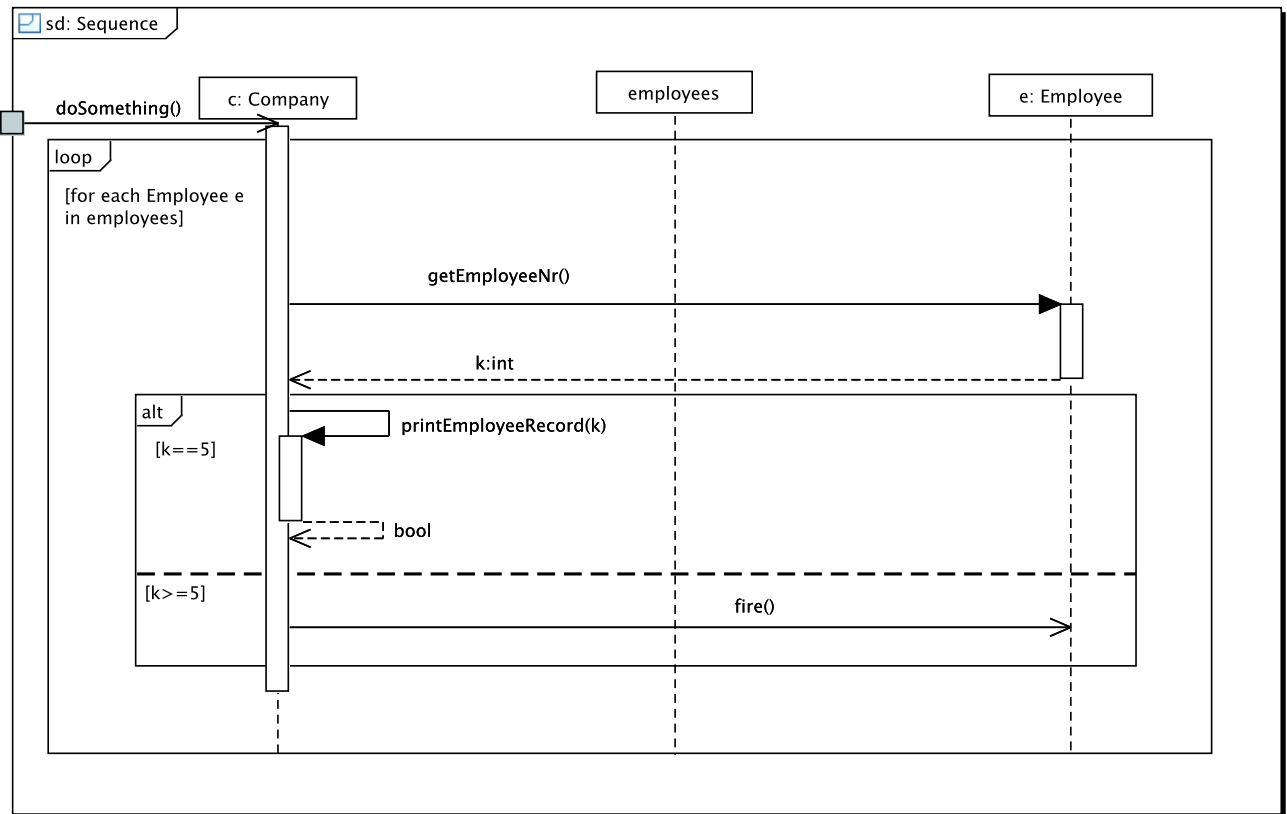 sd: Sequence
c: Company
employees
e: Employee
doSomething()
loop
[for each Employee e
in employees]
getEmployeeNr()
k:int
alt
printEmployeeRecord(k)
[k==5]
bool
[k>=5]
fire()